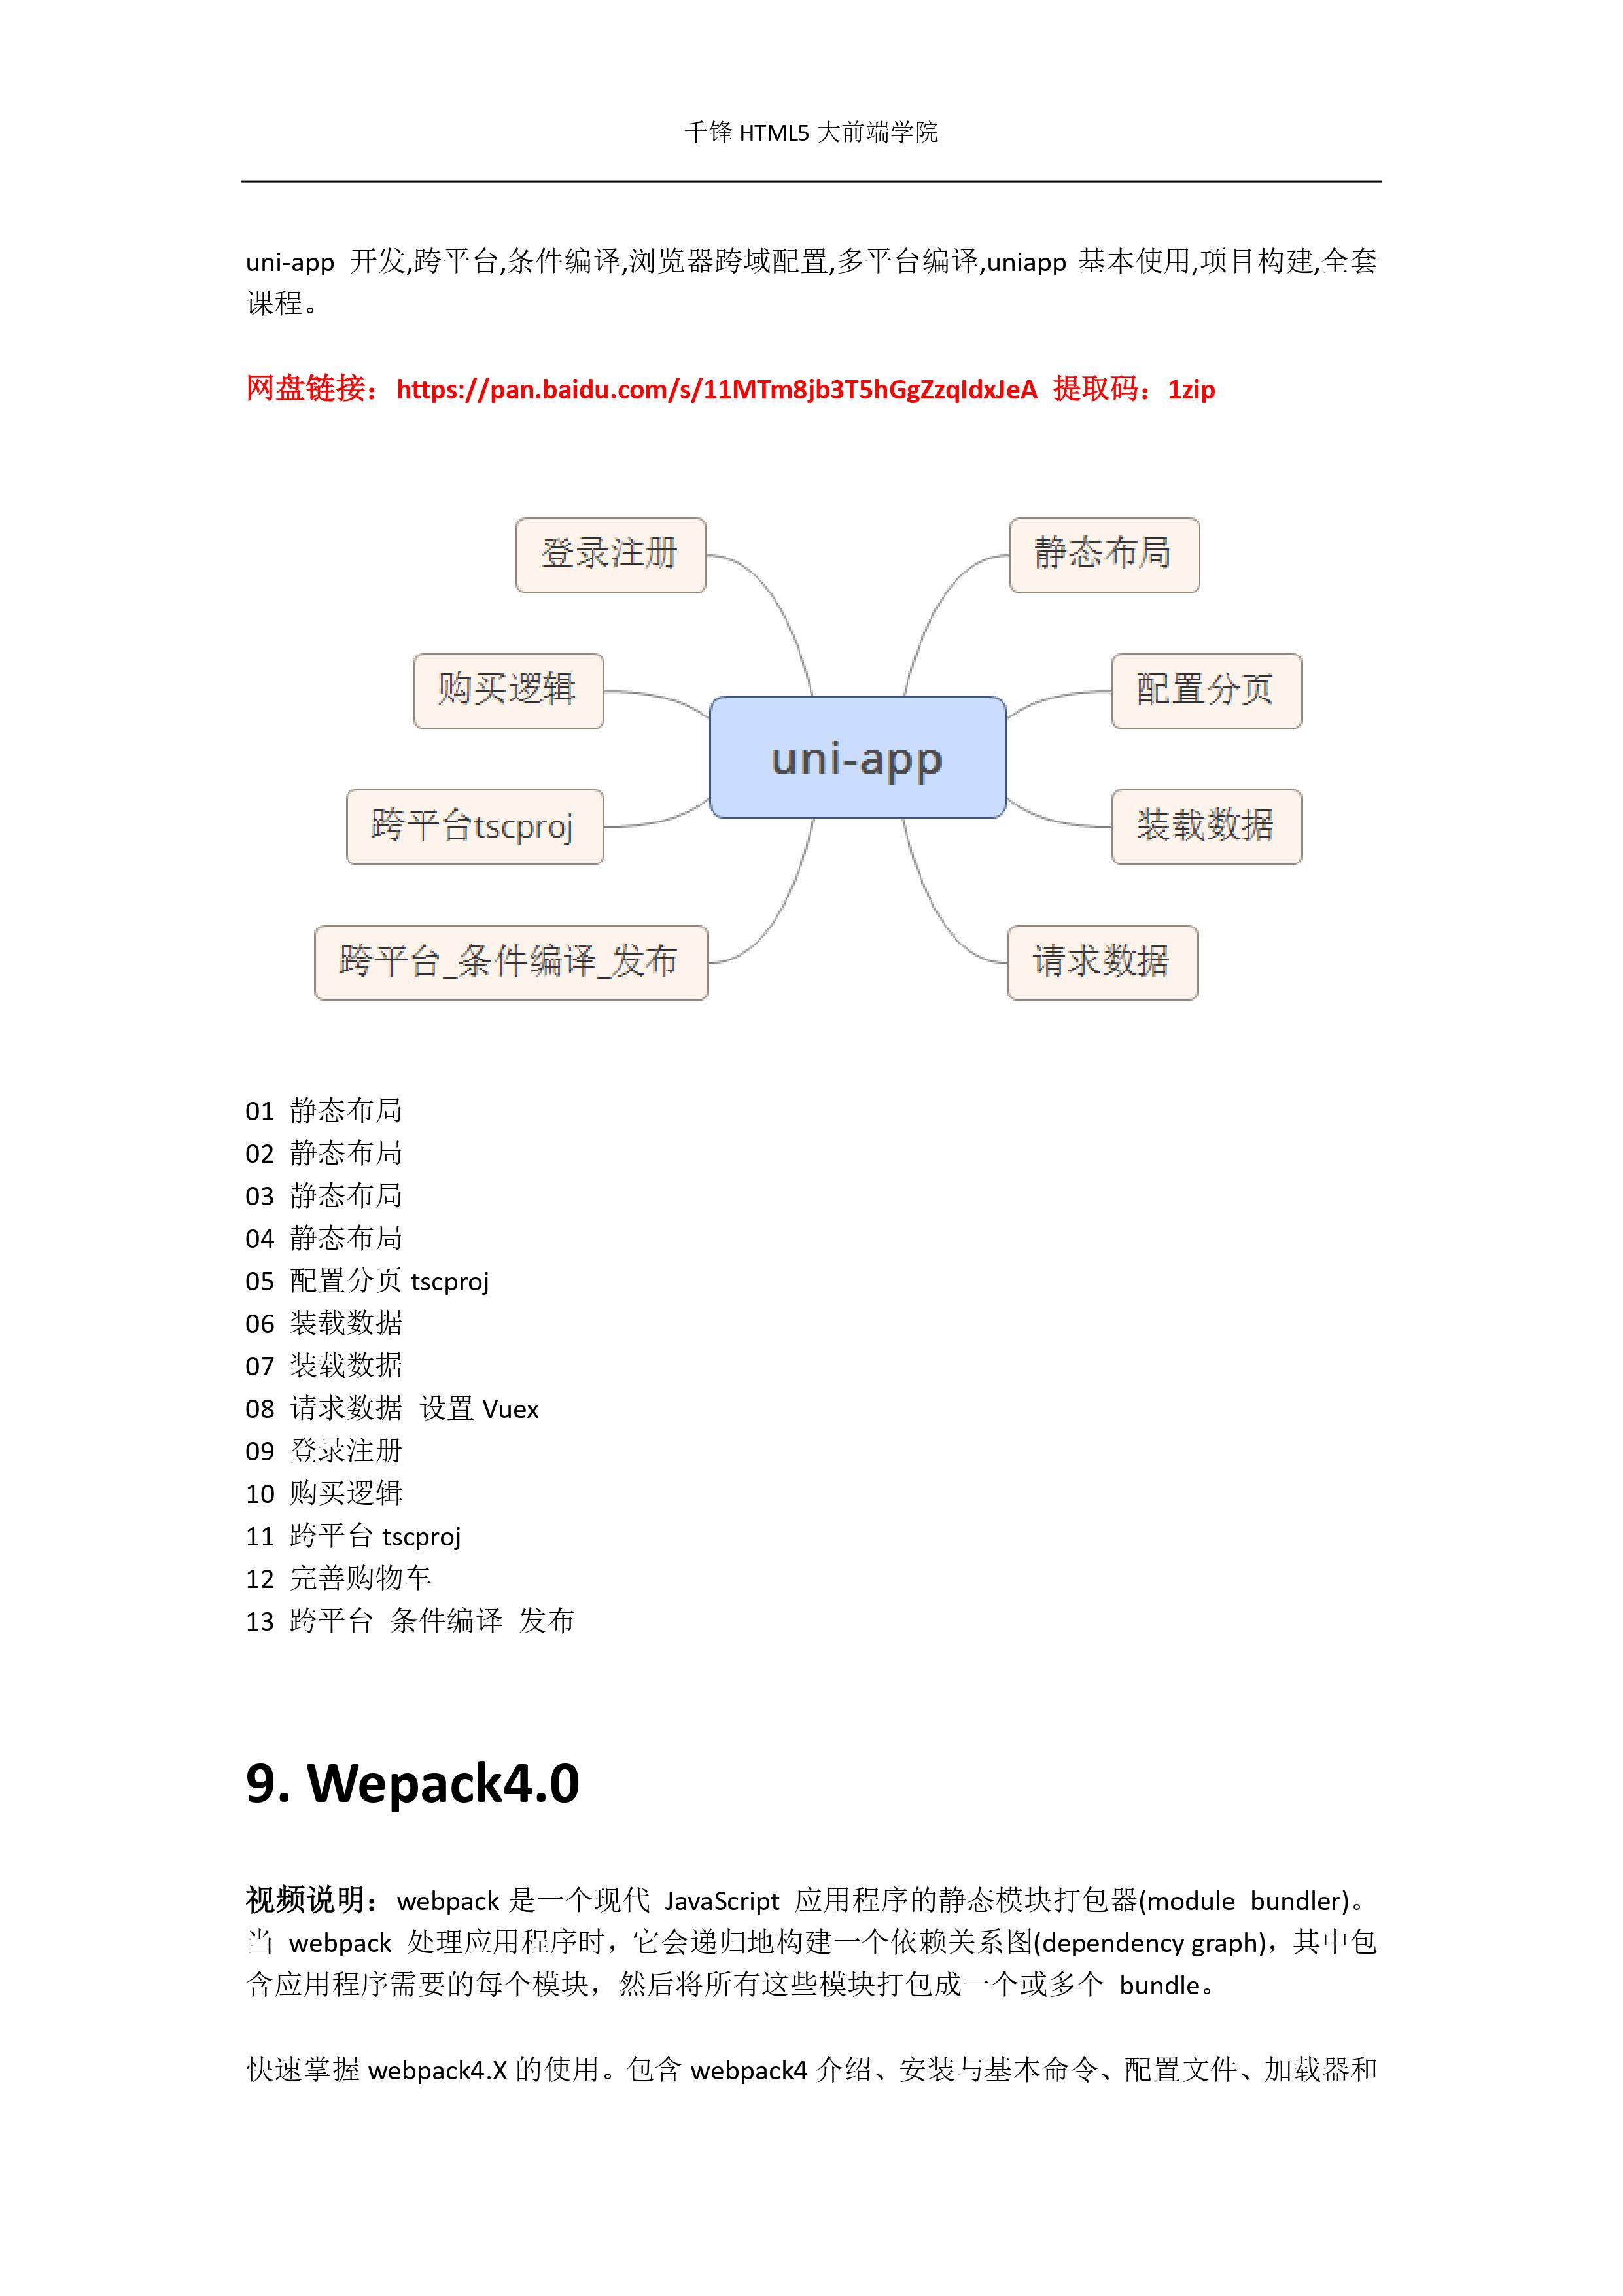 千锋 HTML5 大前端学院
uni-app 开发,跨平台,条件编译,浏览器跨域配置,多平台编译,uniapp 基本使用,项目构建,全套
课程。
网盘链接：https://pan.baidu.com/s/11MTm8jb3T5hGgZzqIdxJeA 提取码：1zip
登录注册
静态布局
购买逻辑
配置分页
uni-app
跨平台tscproj
装载数据
跨平台_条件编译_发布
请求数据
01 静态布局
02 静态布局
03 静态布局
04 静态布局
05 配置分页 tscproj
06 装载数据
07 装载数据
08 请求数据 设置 Vuex
09 登录注册
10 购买逻辑
11 跨平台 tscproj
12 完善购物车
13 跨平台 条件编译 发布
9. Wepack4.0
视频说明：webpack 是一个现代 JavaScript 应用程序的静态模块打包器(module bundler)。
当 webpack 处理应用程序时，它会递归地构建一个依赖关系图(dependency graph)，其中包
含应用程序需要的每个模块，然后将所有这些模块打包成一个或多个 bundle。
快速掌握 webpack4.X 的使用。包含 webpack4 介绍、安装与基本命令、配置文件、加载器和